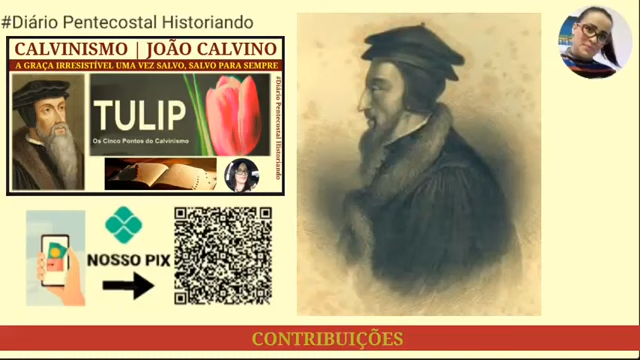 #Diário Pentecostal Historiando
CALVINISMO | JOÃO CALVINO
A GRAÇA IRRESISTÍVEL UMA VEZ SALVO, SALVO PARA SEMPRE
TULIP
Os Cinco Pontos do Calvinismo
#Diário Pentecostal Historiando
NOSSO PIX
CONTRIBUIÇÕES